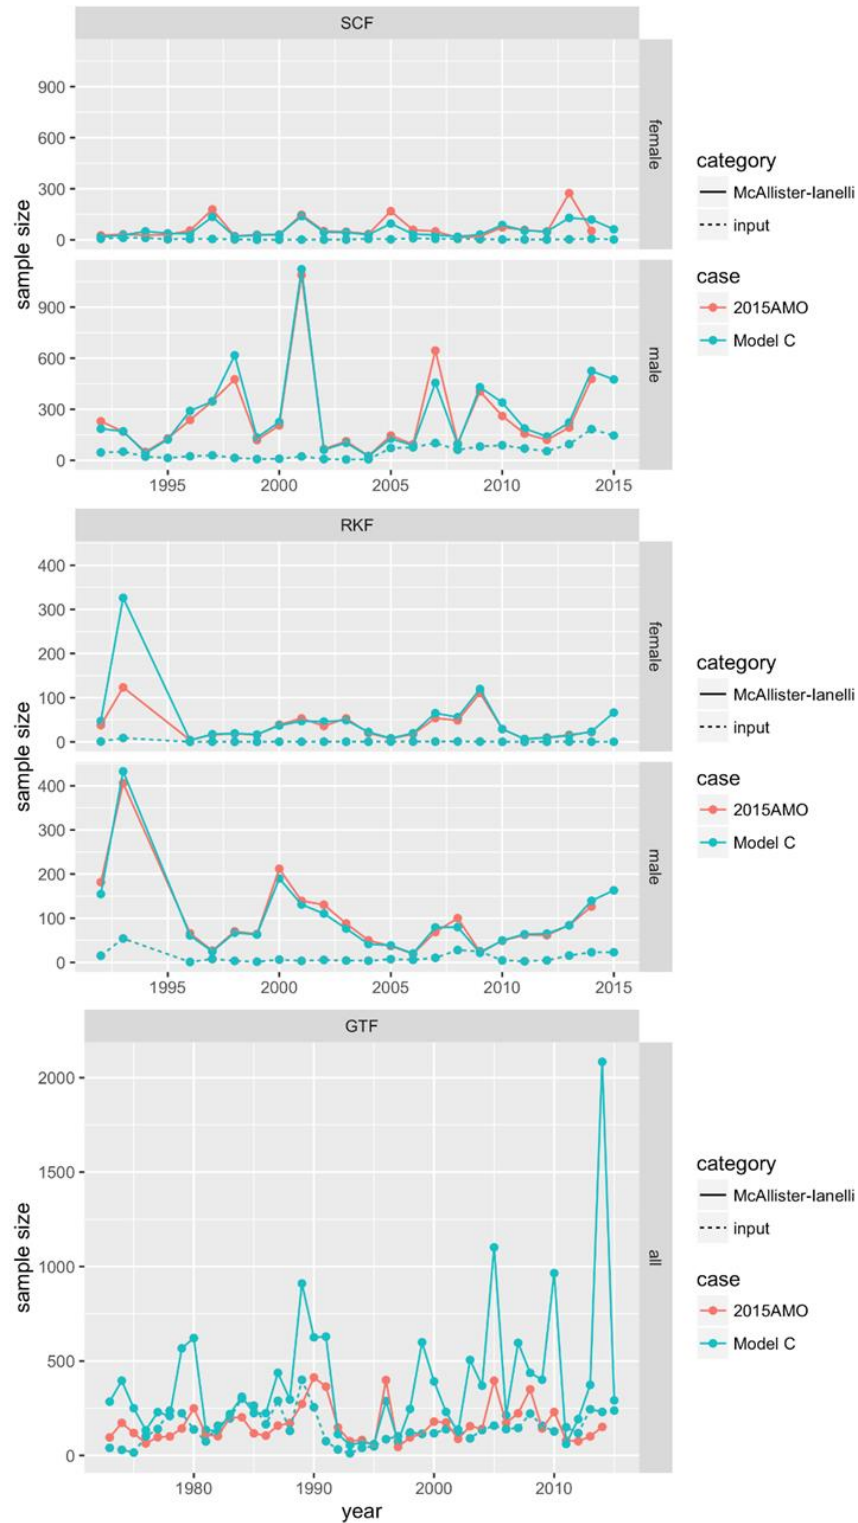 SCF
900
600
300
0
female
sample size
900
600
300
0
male
1995 2000 2005 2010 2015
category
McAllister-Ianelli
input
case
2015AMO
Model C
RKF
400
300
200
100
0
female
sample size
400
300
200
100
0
male
1995 2000 2005 2010 2015
category
McAllister-Ianelli
input
case
2015AMO
Model C
GTF
2000
1500
1000
500
0
all
sample size
1980 1990 2000 2010
year
category
McAllister-Ianelli
input
case
2015AMO
Model C